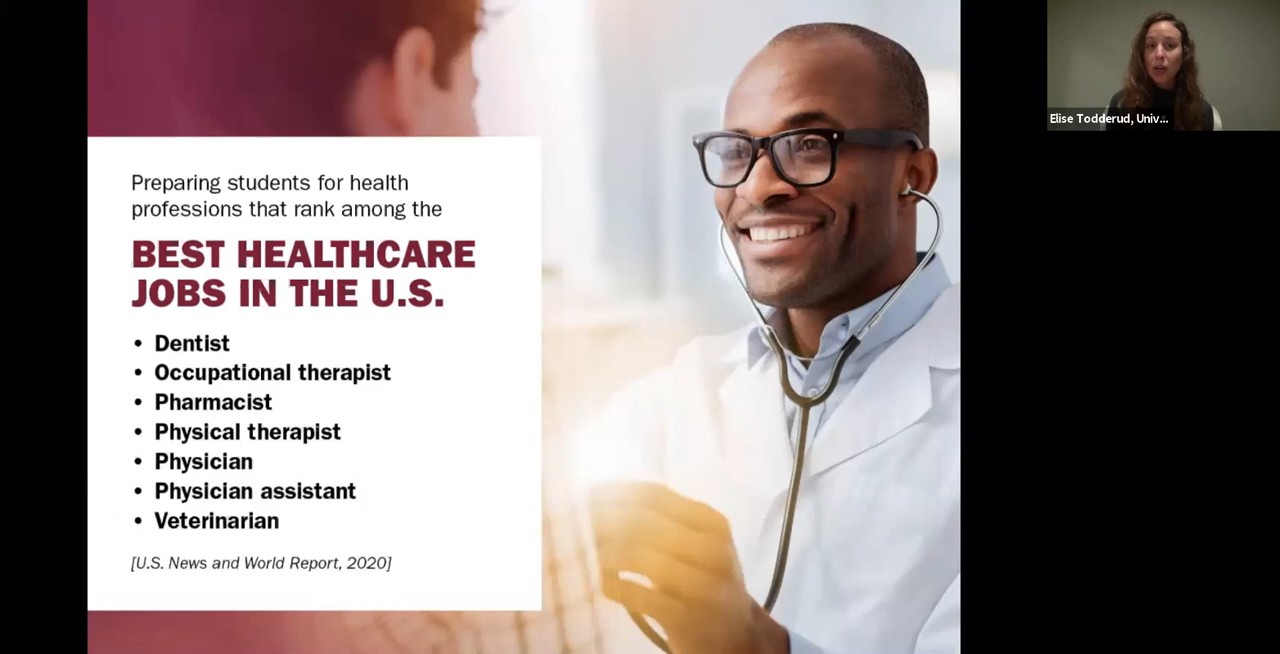 Preparing students for health
professions that rank among the
BEST HEALTHCARE
JOBS IN THE U.S.
• Dentist
• Occupational therapist
• Pharmacist
• Physical therapist
• Physician
• Physician assistant
• Veterinarian
[U.S. News and World Report, 2020]
Elise Todderud, Univ...